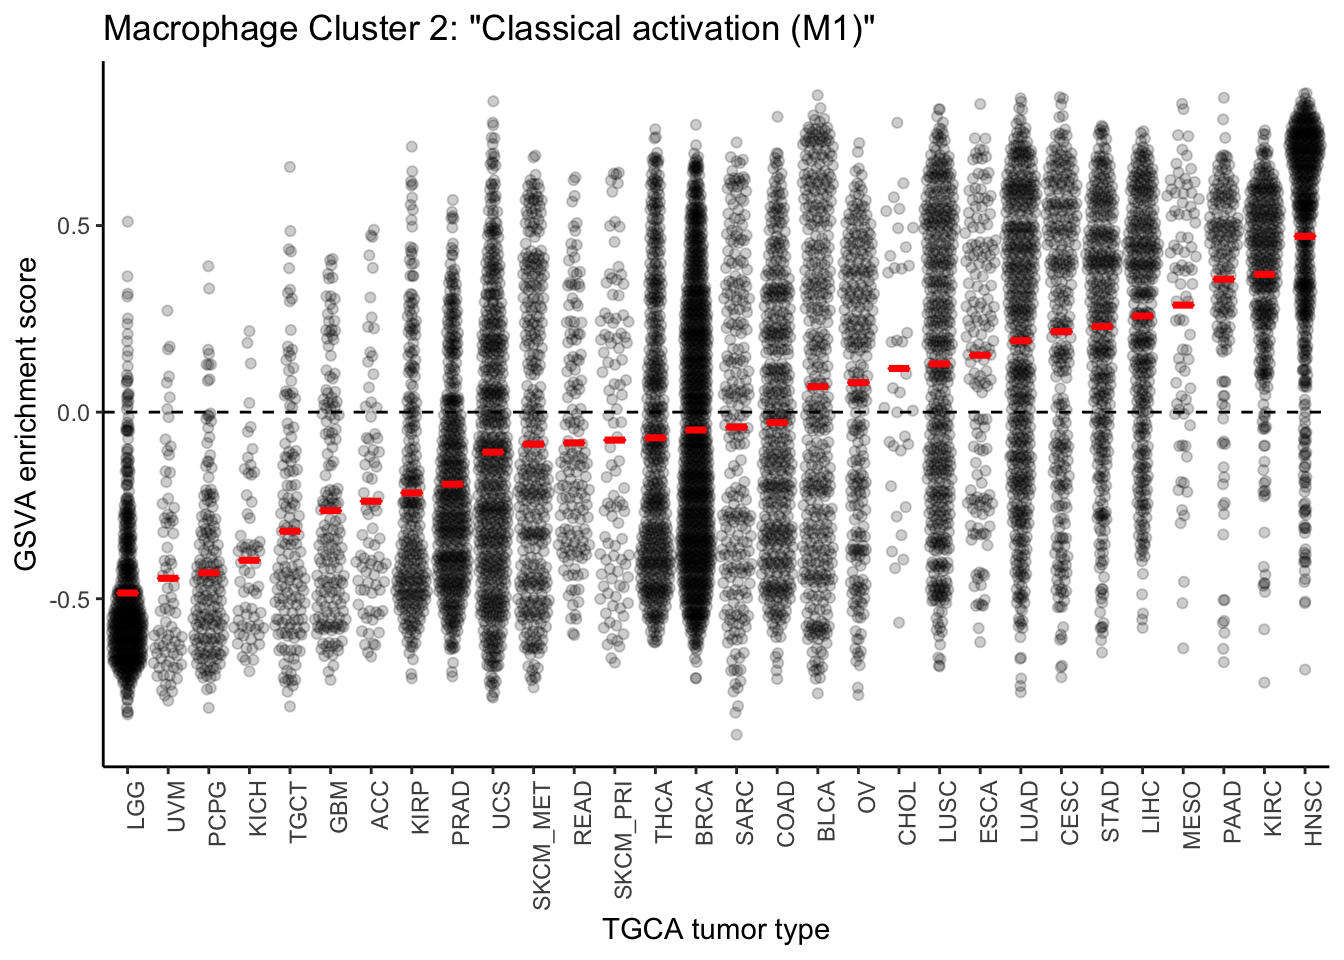 Macrophage Cluster 2: "Classical activation (M1)"
GSVA enrichment score
0.5
0.0
-0.5
LGG
UVM
PCPG
KICH
TGCT
GBM
ACC
KIRP
PRAD
UCS
SKCM_MET
READ
SKCM_PRI
THCA
BRCA
SARC
COAD
BLCA
OV
CHOL
LUSC
ESCA
LUAD
CESC
STAD
LIHC
MESO
PAAD
KIRC
HNSC
TGCA tumor type